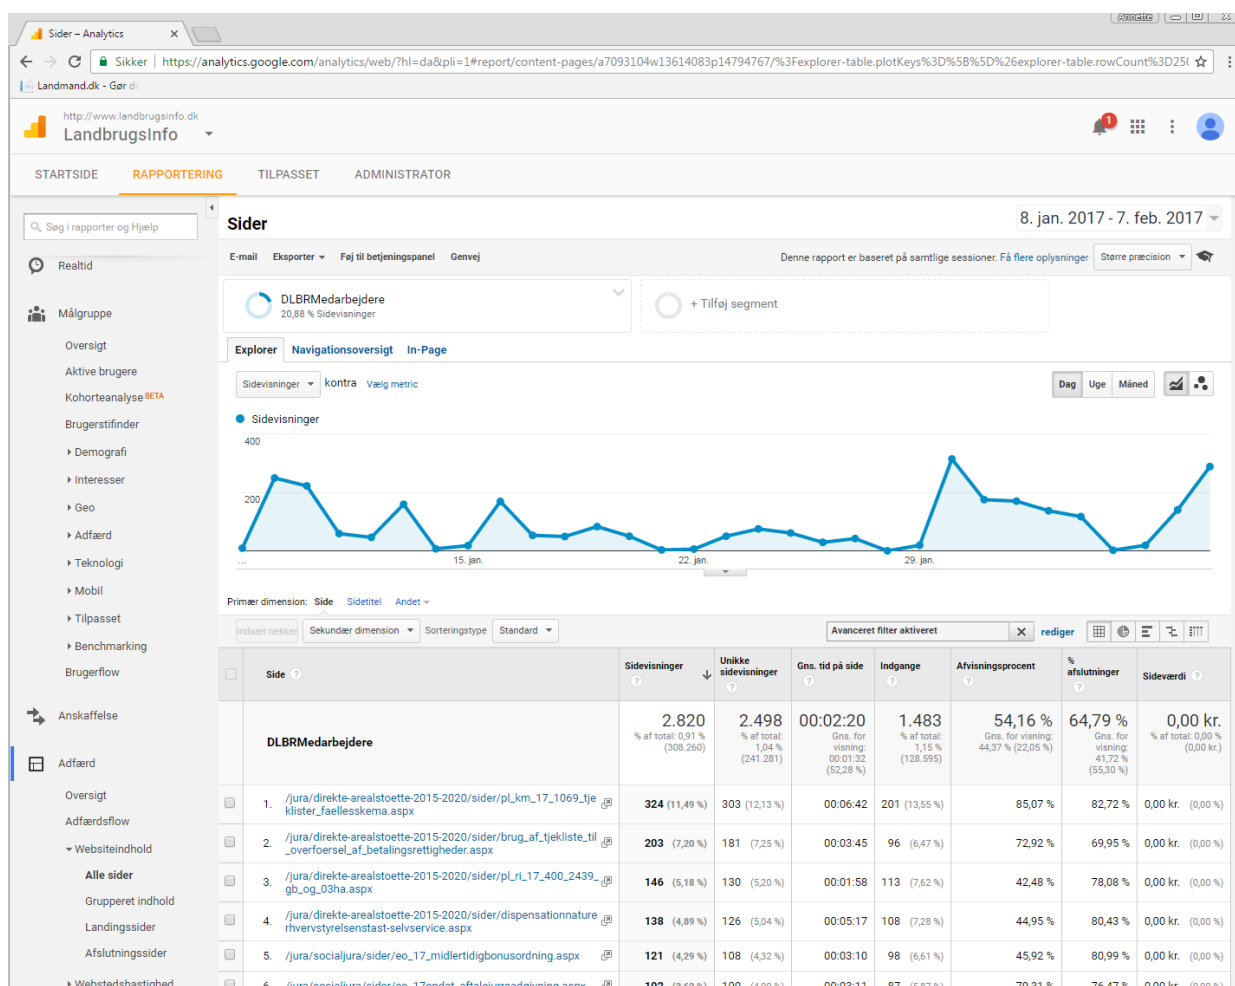 Annette
Sider – Analytics
Sikker | https://analytics.google.com/analytics/web/?hl=da&pli=1#report/content-pages/a7093104w13614083p14794767/%3Fexplorer-table.plotKeys%3D%5B%5D%26explorer-table.rowCount%3D250
Landmand.dk - Gør d
http://www.landbrugsinfo.dk
LandbrugsInfo
1
STARTSIDE RAPPORTERING TILPASSET ADMINISTRATOR
Søg i rapporter og Hjælp
Realtid
Målgruppe
Oversigt
Aktive brugere
Kohorteanalyse BETA
Brugerstifinder
Demografi
Interesser
Geo
Adfærd
Teknologi
Mobil
Tilpasset
Benchmarking
Brugerflow
Anskaffelse
Adfærd
Oversigt
Adfærdsflow
Websiteindhold
Alle sider
Grupperet indhold
Landingssider
Afslutningssider
Webstedshastighed
Sider
8. jan. 2017 - 7. feb. 2017
E-mail Eksporter Føj til betjeningspanel Genvej
Denne rapport er baseret på samtlige sessioner. Få flere oplysninger Større præcision
DLBRMedarbejdere
20,88 % Sidevisninger
+ Tilføj segment
Explorer Navigationsoversigt In-Page
Sidevisninger kontra Vælg metric
Dag Uge Måned
Sidevisninger
400
200
... 15. jan. 22. jan. 29. jan.
Primær dimension: Side Sidetitel Andet
Indsæt rækker Sekundær dimension Sorteringstype Standard Avanceret filter aktiveret rediger
Side Sidevisninger Unikke sidevisninger Gns. tid på side Indgange Afvisningsprocent % afslutninger Sideværdi
DLBRMedarbejdere
2.820
% af total: 0,91 %
(308.260)
2.498
% af total:
1,04 %
(241.281)
00:02:20
Gns. for
visning:
00:01:32
(52,28 %)
1.483
% af total:
1,15 %
(128.595)
54,16 %
Gns. for visning:
44,37 % (22,05 %)
64,79 %
Gns. for
visning:
41,72 %
(55,30 %)
0,00 kr.
% af total: 0,00 %
(0,00 kr.)
1. /jura/direkte-arealstoette-2015-2020/sider/pl_km_17_1069_tje
klister_faellesskema.aspx
324 (11,49 %) 303 (12,13 %) 00:06:42 201 (13,55 %) 85,07 % 82,72 % 0,00 kr. (0,00 %)
2. /jura/direkte-arealstoette-2015-2020/sider/brug_af_tjekliste_til
_overfoersel_af_betalingsrettigheder.aspx
203 (7,20 %) 181 (7,25 %) 00:03:45 96 (6,47 %) 72,92 % 69,95 % 0,00 kr. (0,00 %)
3. /jura/direkte-arealstoette-2015-2020/sider/pl_ri_17_400_2439_
gb_og_03ha.aspx
146 (5,18 %) 130 (5,20 %) 00:01:58 113 (7,62 %) 42,48 % 78,08 % 0,00 kr. (0,00 %)
4. /jura/direkte-arealstoette-2015-2020/sider/dispensationnature
rhvervstyrelsenstast-selvservice.aspx
138 (4,89 %) 126 (5,04 %) 00:05:17 108 (7,28 %) 44,95 % 80,43 % 0,00 kr. (0,00 %)
5. /jura/socialjura/sider/eo_17_midlertidigbonusordning.aspx 121 (4,29 %) 108 (4,32 %) 00:03:10 98 (6,61 %) 45,92 % 80,99 % 0,00 kr. (0,00 %)